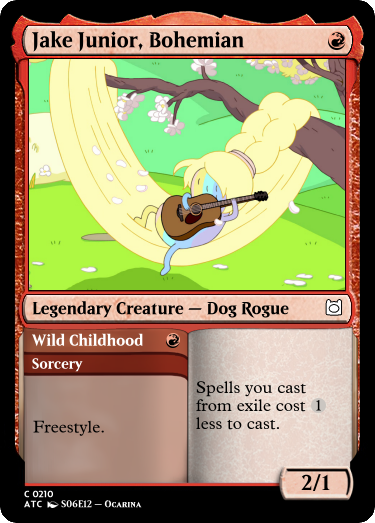 Jake Junior, Bohemian
Legendary Creature — Dog Rogue
Wild Childhood
Sorcery
Freestyle.
Spells you cast
from exile cost 1
less to cast.
2/1
C 0210
ATC S06E12 — Ocarina